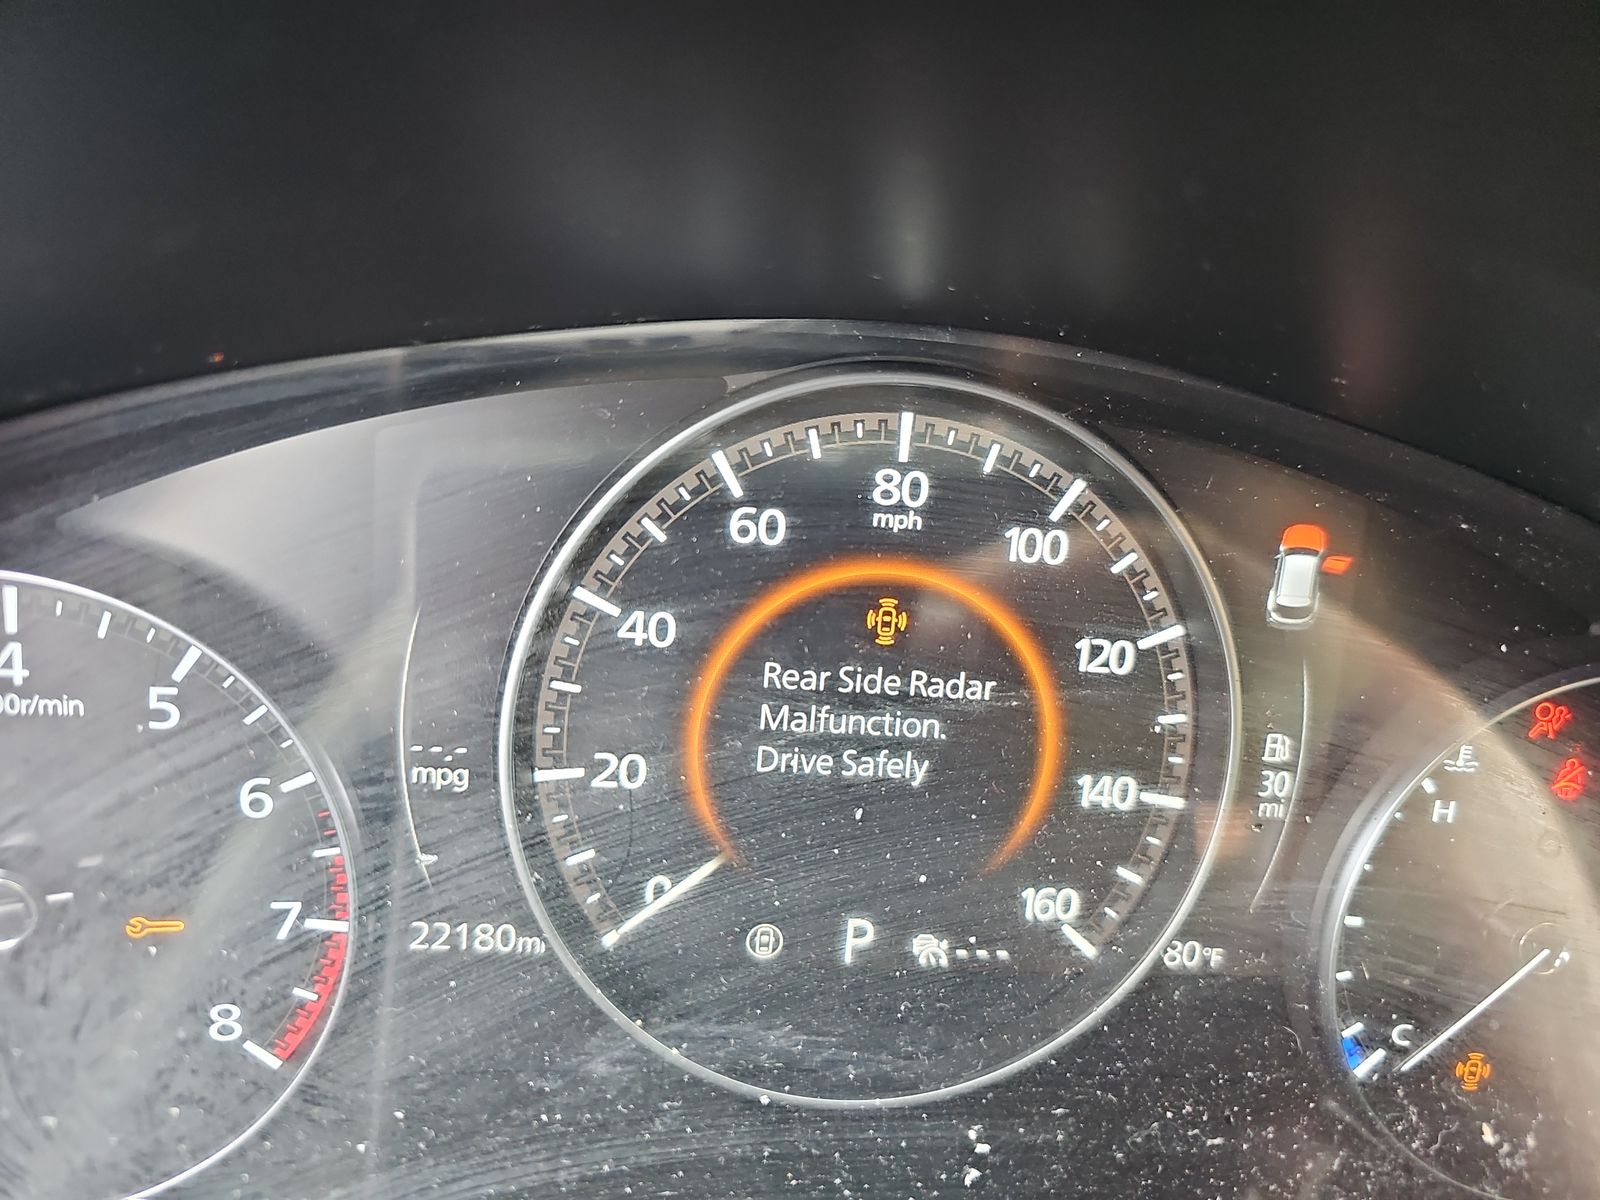 80
mph
60
100
40
120
Rear Side Radar
Malfunction.
Drive Safely
4
5
00r/min
6
7
8
--- mpg
20
140
30
mi
H
0
160
22180mi
P
---
80°F
C